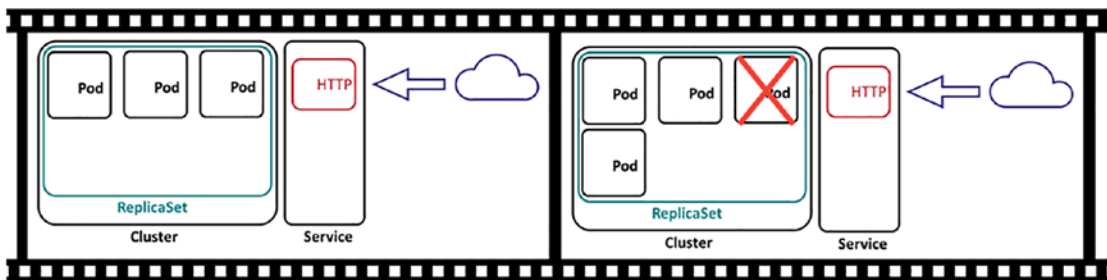 Pod Pod Pod
HTTP
ReplicaSet
Cluster
Service
Pod Pod Pod
Pod
HTTP
ReplicaSet
Cluster
Service